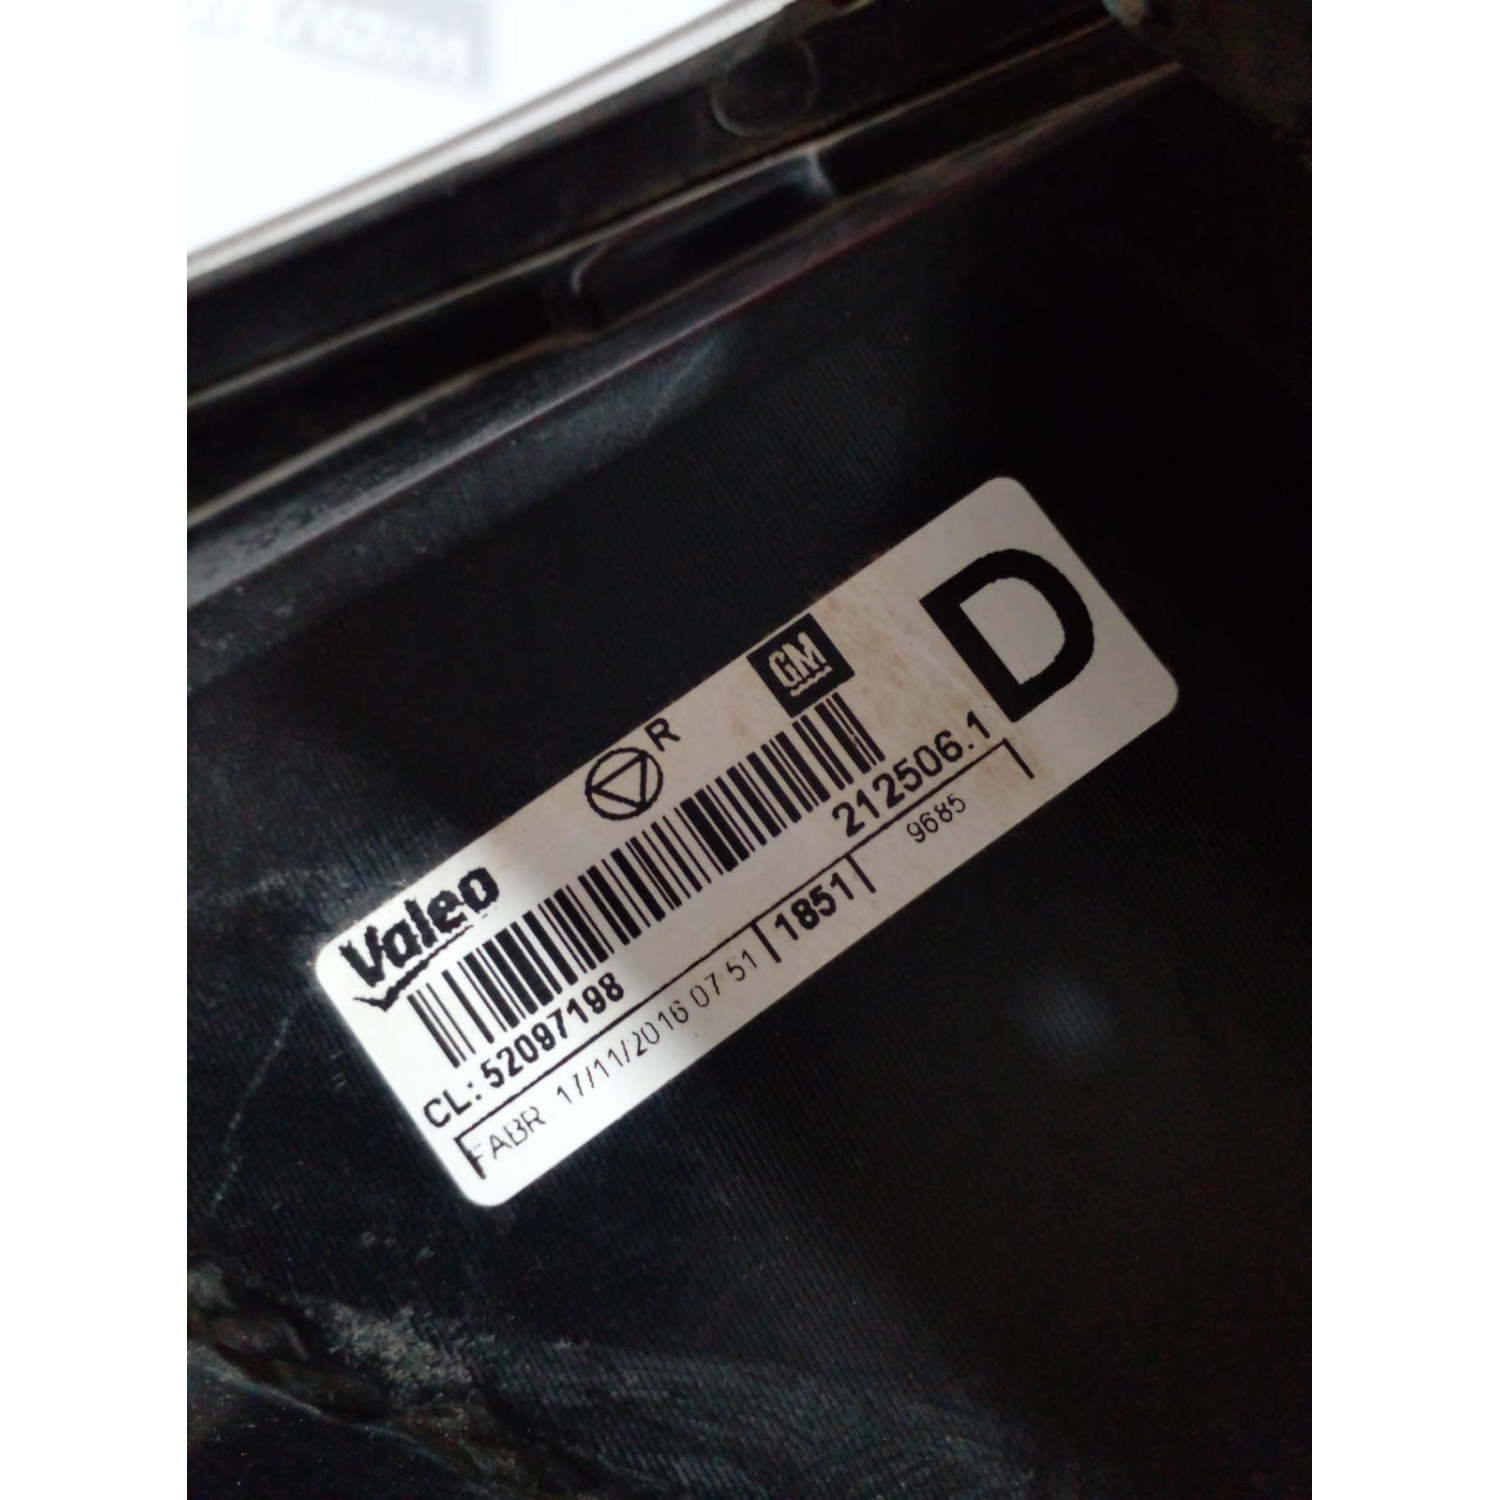 Valeo
R
GM
D
CL: 52097198
212506.1
FABR. 17/11/2016 07 51
1851
9685